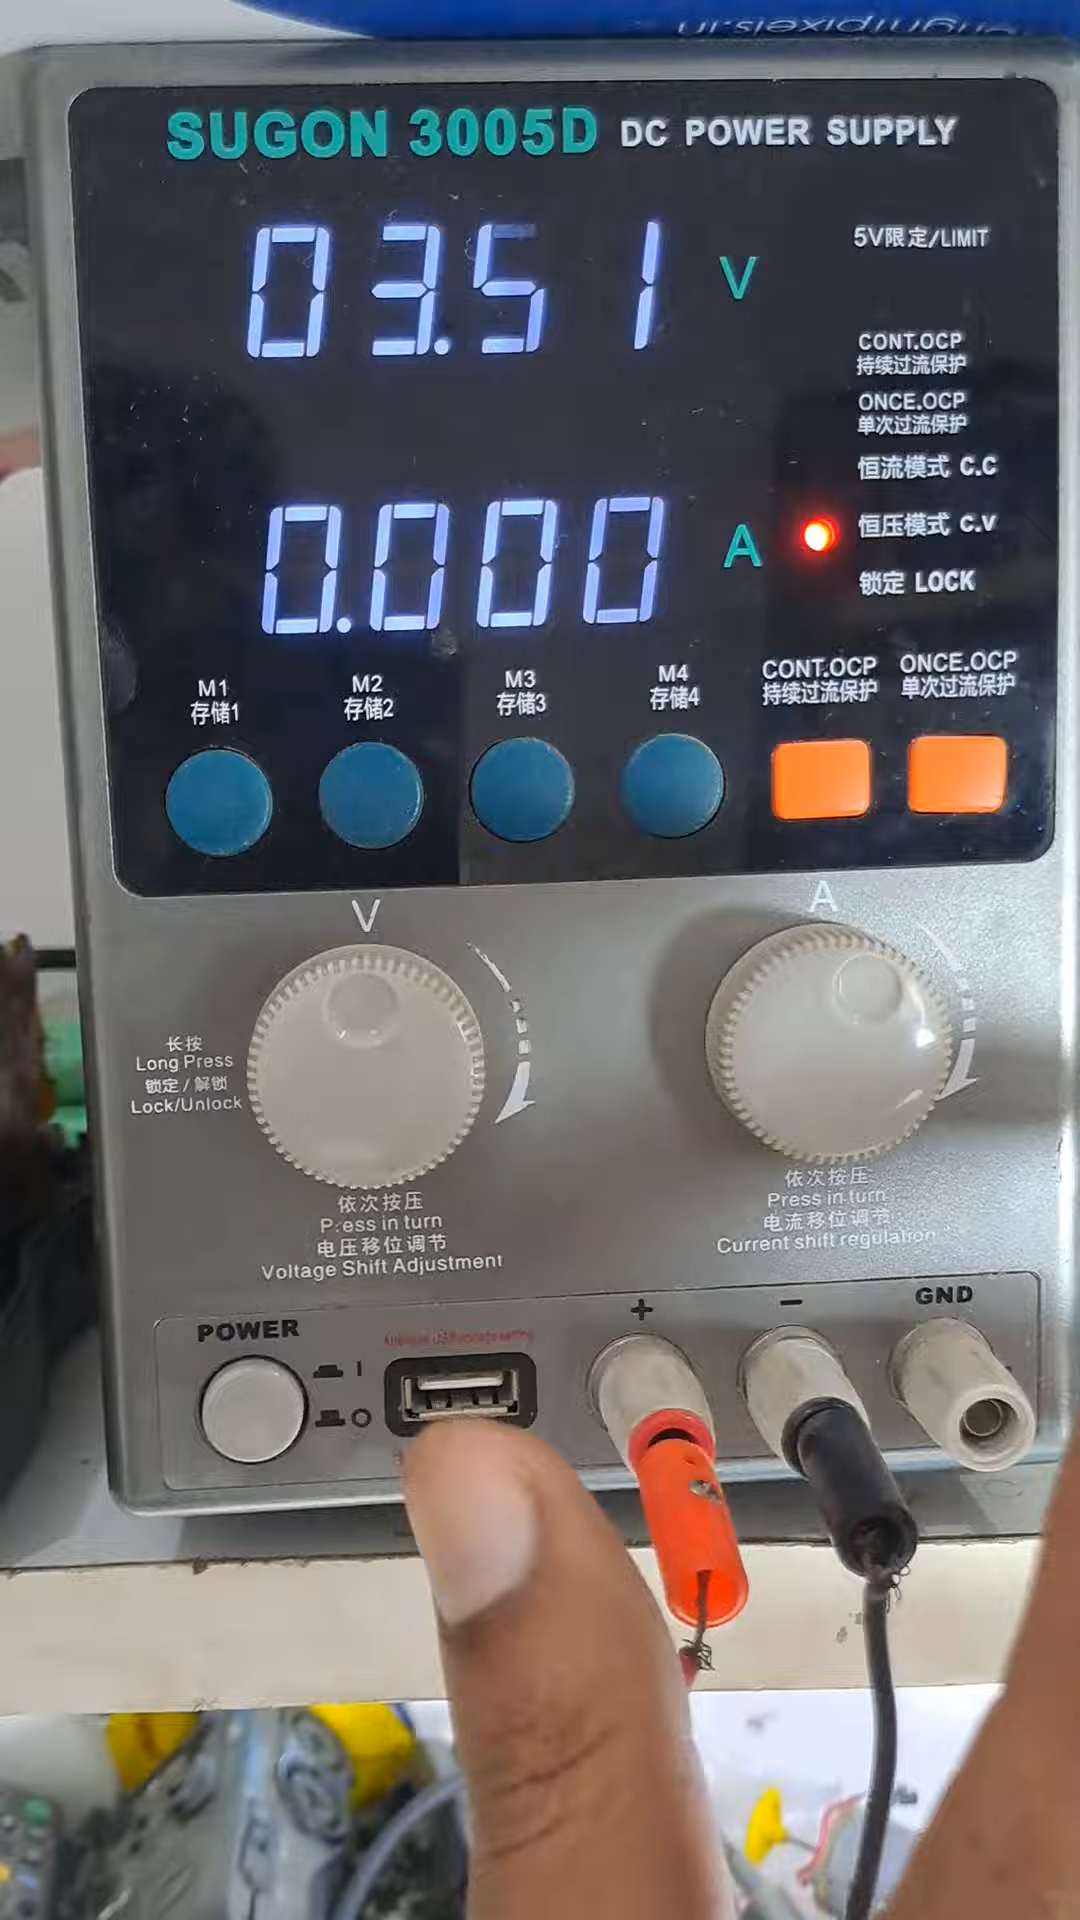 SUGON 3005D DC POWER SUPPLY
03.51 V
5V限定/LIMIT
CONT.OCP
持续过流保护
ONCE.OCP
单次过流保护
恒流模式 C.C
0.000 A
恒压模式 C.V
锁定 LOCK
M1
存储1
M2
存储2
M3
存储3
M4
存储4
CONT.OCP
持续过流保护
ONCE.OCP
单次过流保护
V
A
长按
Long Press
锁定/解锁
Lock/Unlock
依次按压
Press in turn
电压移位调节
Voltage Shift Adjustment
依次按压
Press in turn
电流移位调节
Current shift regulation
POWER
+
−
GND